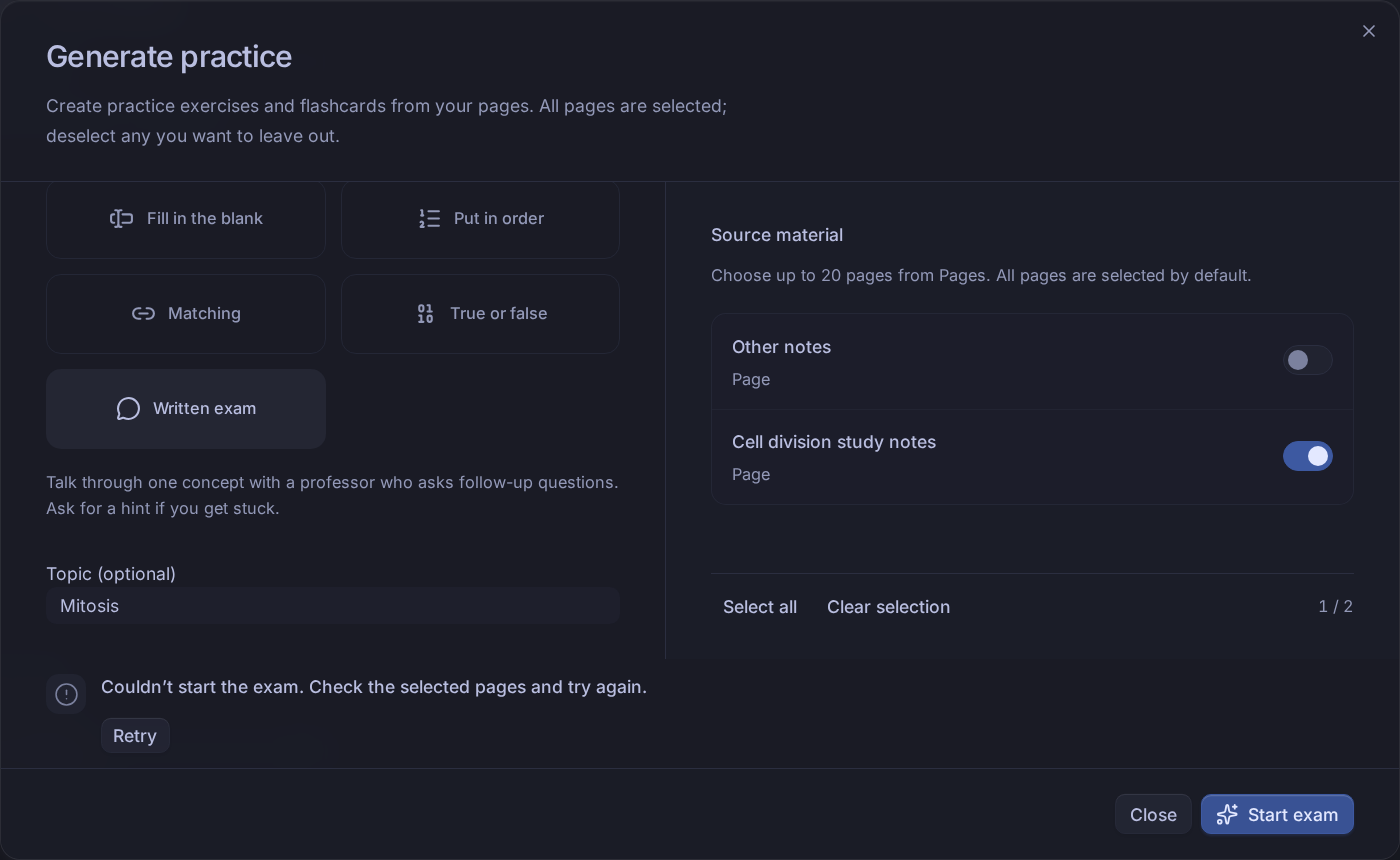 Generate practice
Create practice exercises and flashcards from your pages. All pages are selected;
deselect any you want to leave out.
Fill in the blank
Put in order
Matching
True or false
Written exam
Talk through one concept with a professor who asks follow-up questions.
Ask for a hint if you get stuck.
Topic (optional)
Mitosis
Source material
Choose up to 20 pages from Pages. All pages are selected by default.
Other notes
Page
Cell division study notes
Page
Select all
Clear selection
1 / 2
Couldn’t start the exam. Check the selected pages and try again.
Retry
Close
Start exam